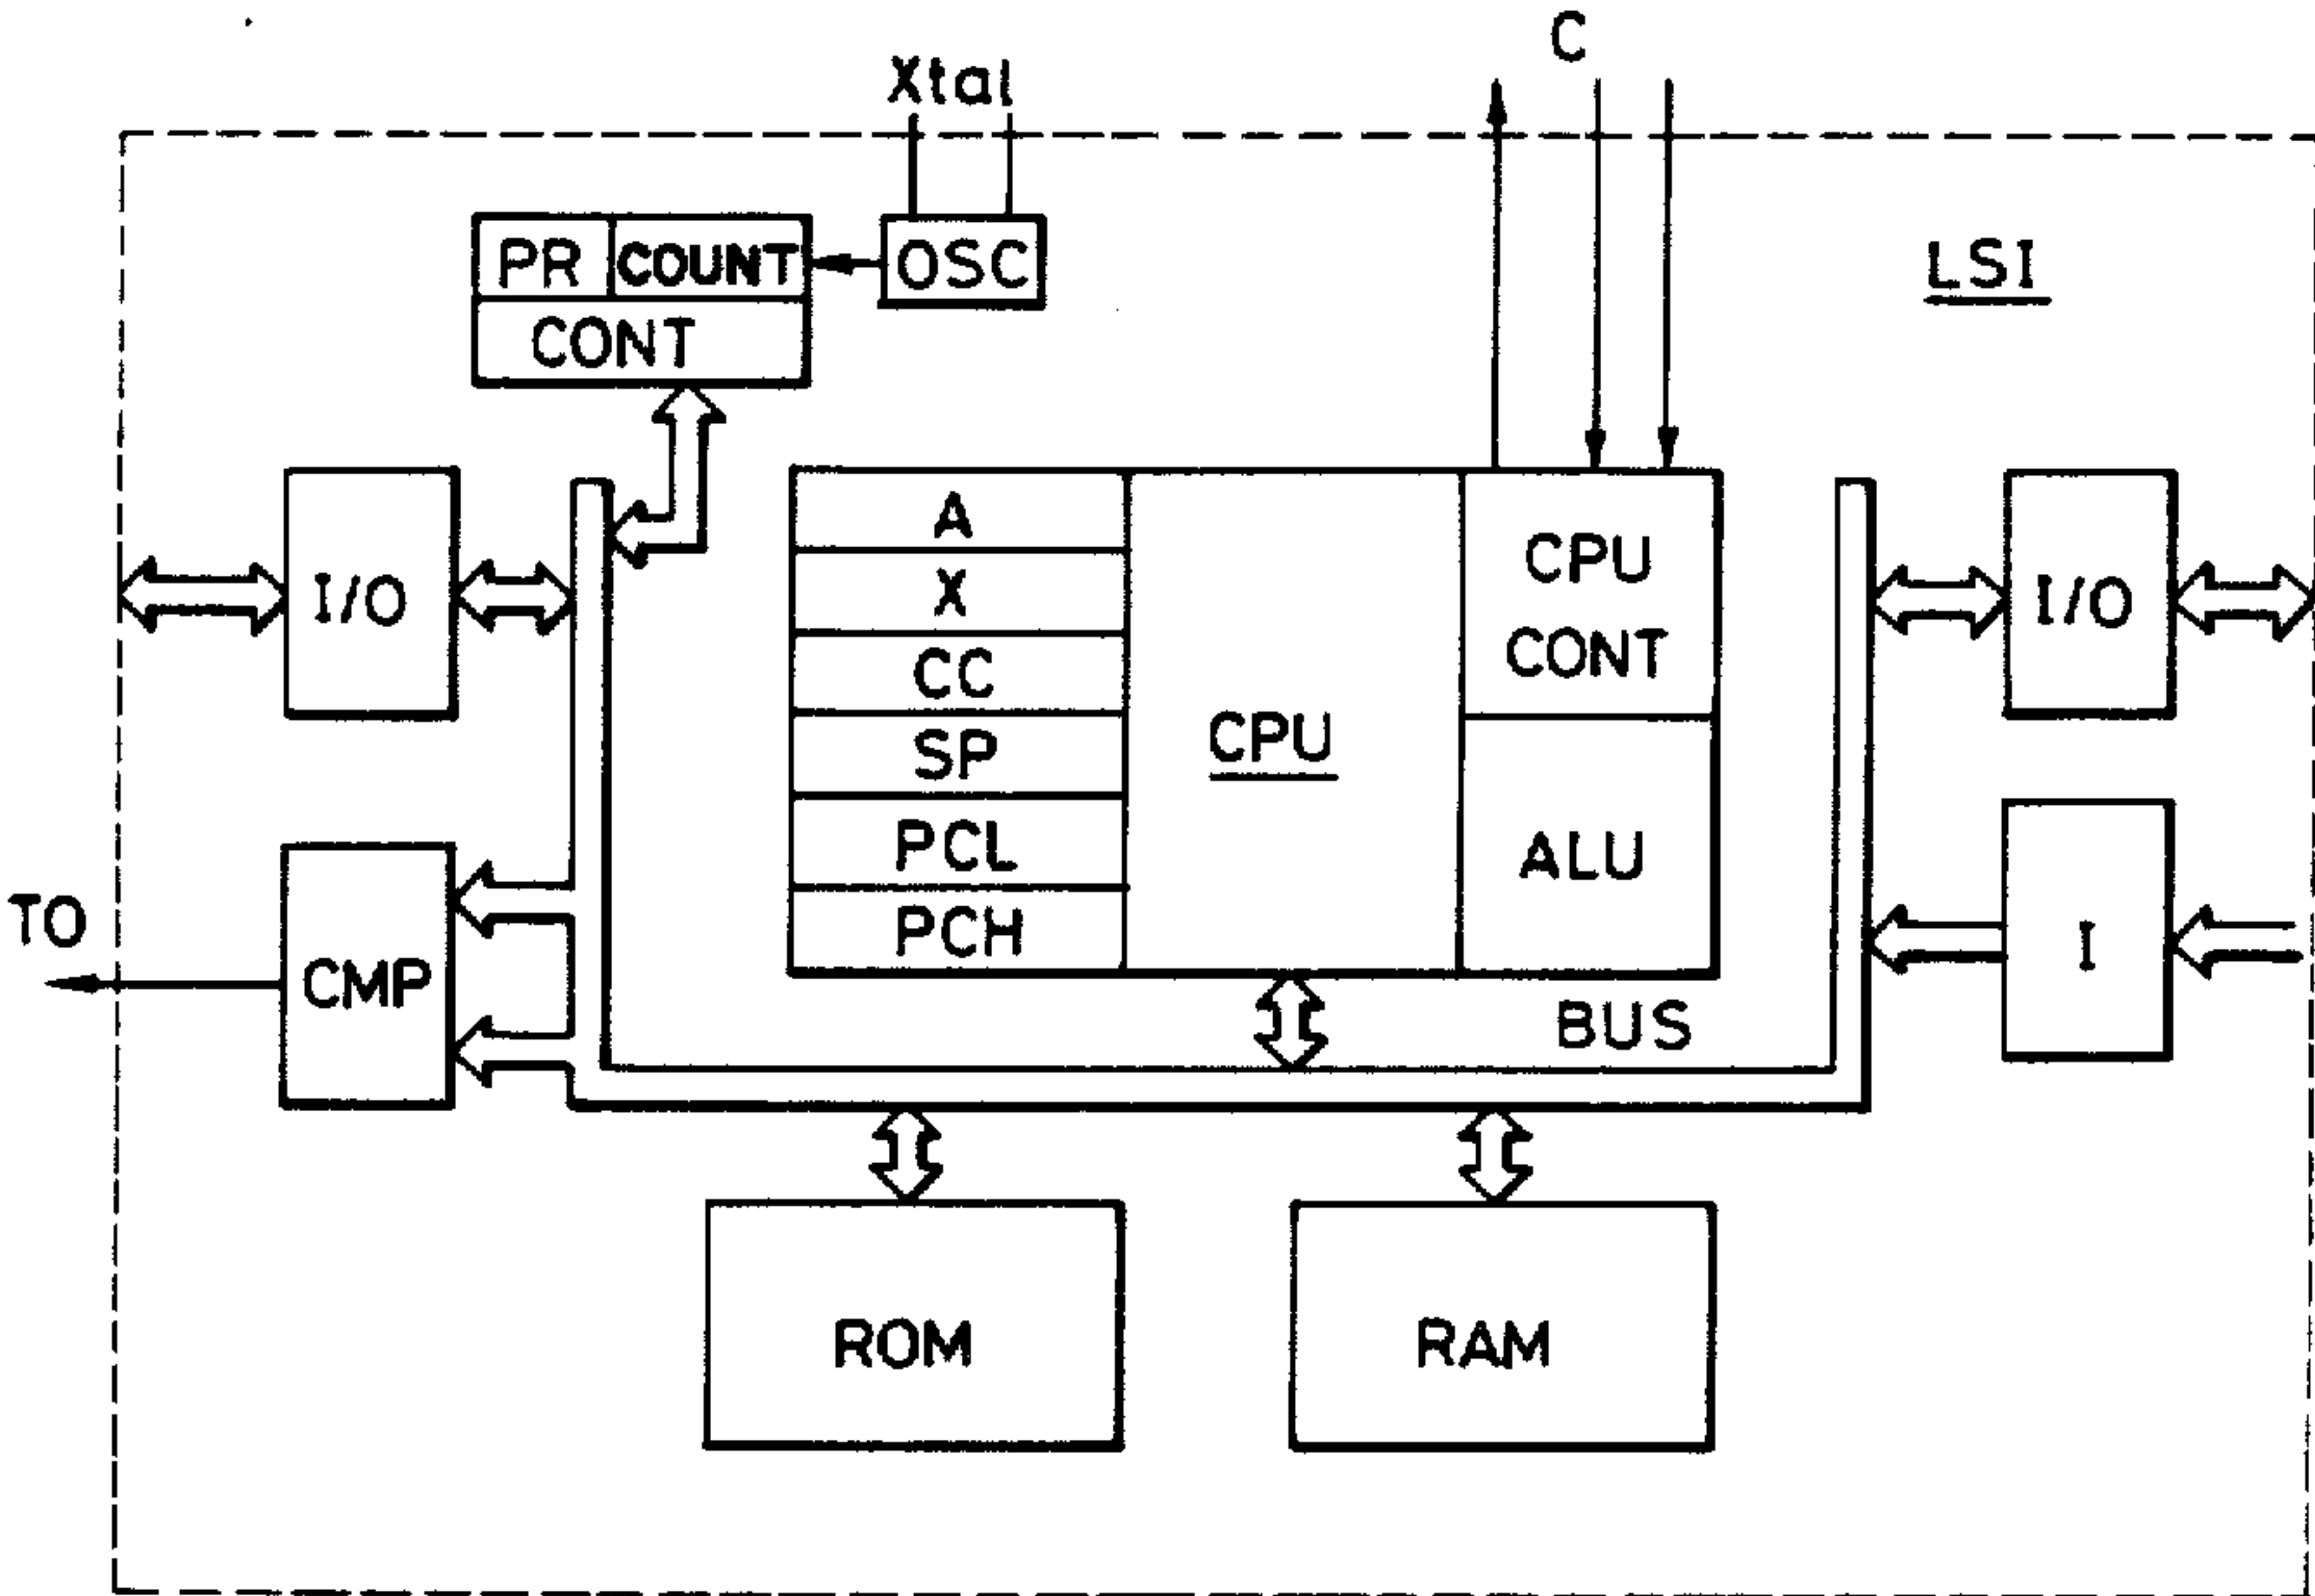 C
Xtal
PR COUNT
OSC
LSI
CONT
A
X
CC
SP
PCL
PCH
CPU
CPU
CONT
ALU
I/O
I/O
TO
CMP
I
BUS
ROM
RAM